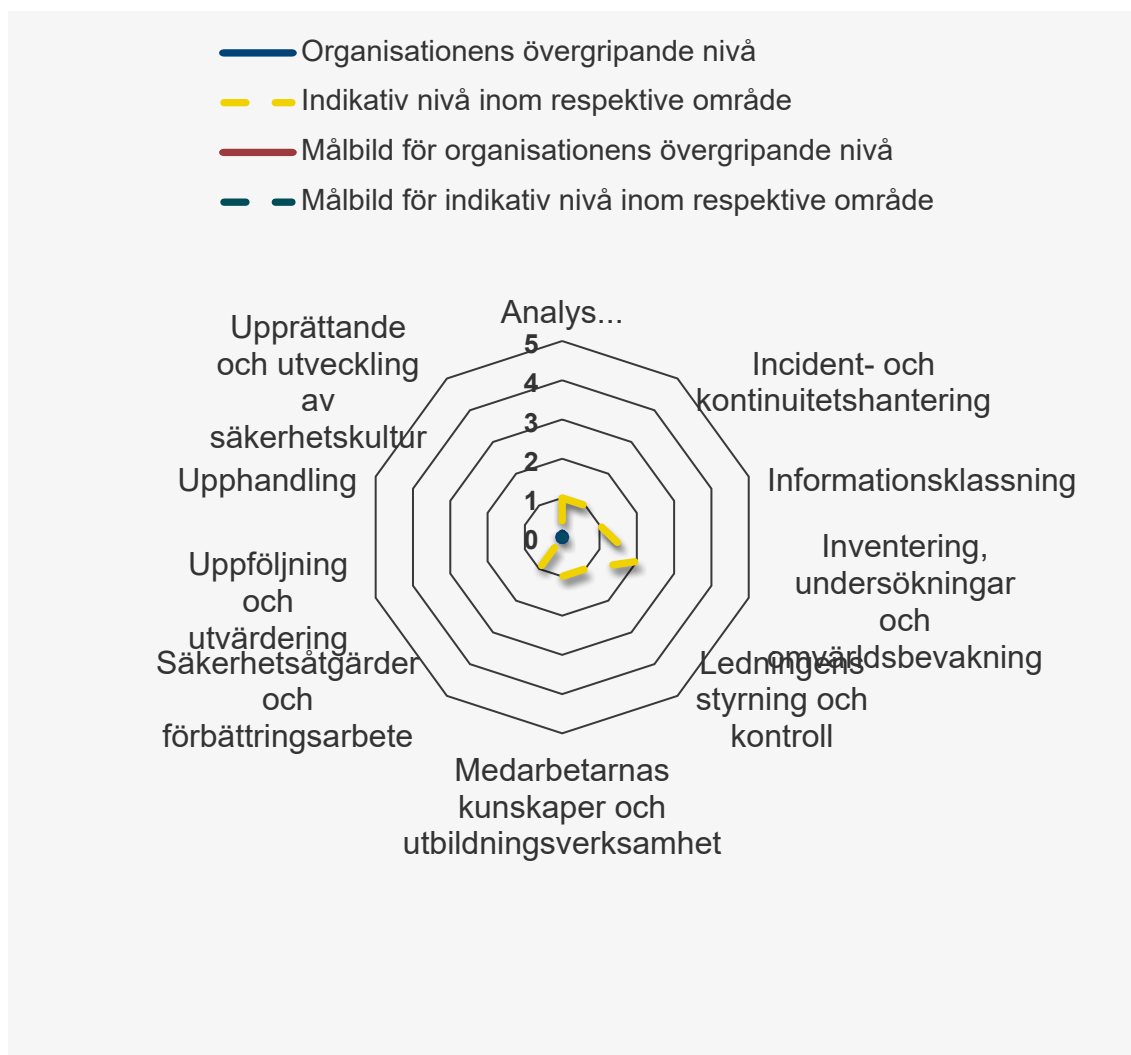 Organisationens övergripande nivå
Indikativ nivå inom respektive område
Målbild för organisationens övergripande nivå
Målbild för indikativ nivå inom respektive område
Analys...
Incident- och
kontinuitetshantering
Informationsklassning
Inventering,
undersökningar
och
omvärldsbevakning
Ledningens
styrning och
kontroll
Medarbetarnas
kunskaper och
utbildningsverksamhet
Säkerhetsåtgärder
och
förbättringsarbete
Uppföljning
och
utvärdering
Upphandling
Upprättande
och utveckling
av
säkerhetskultur
5
4
3
2
1
0